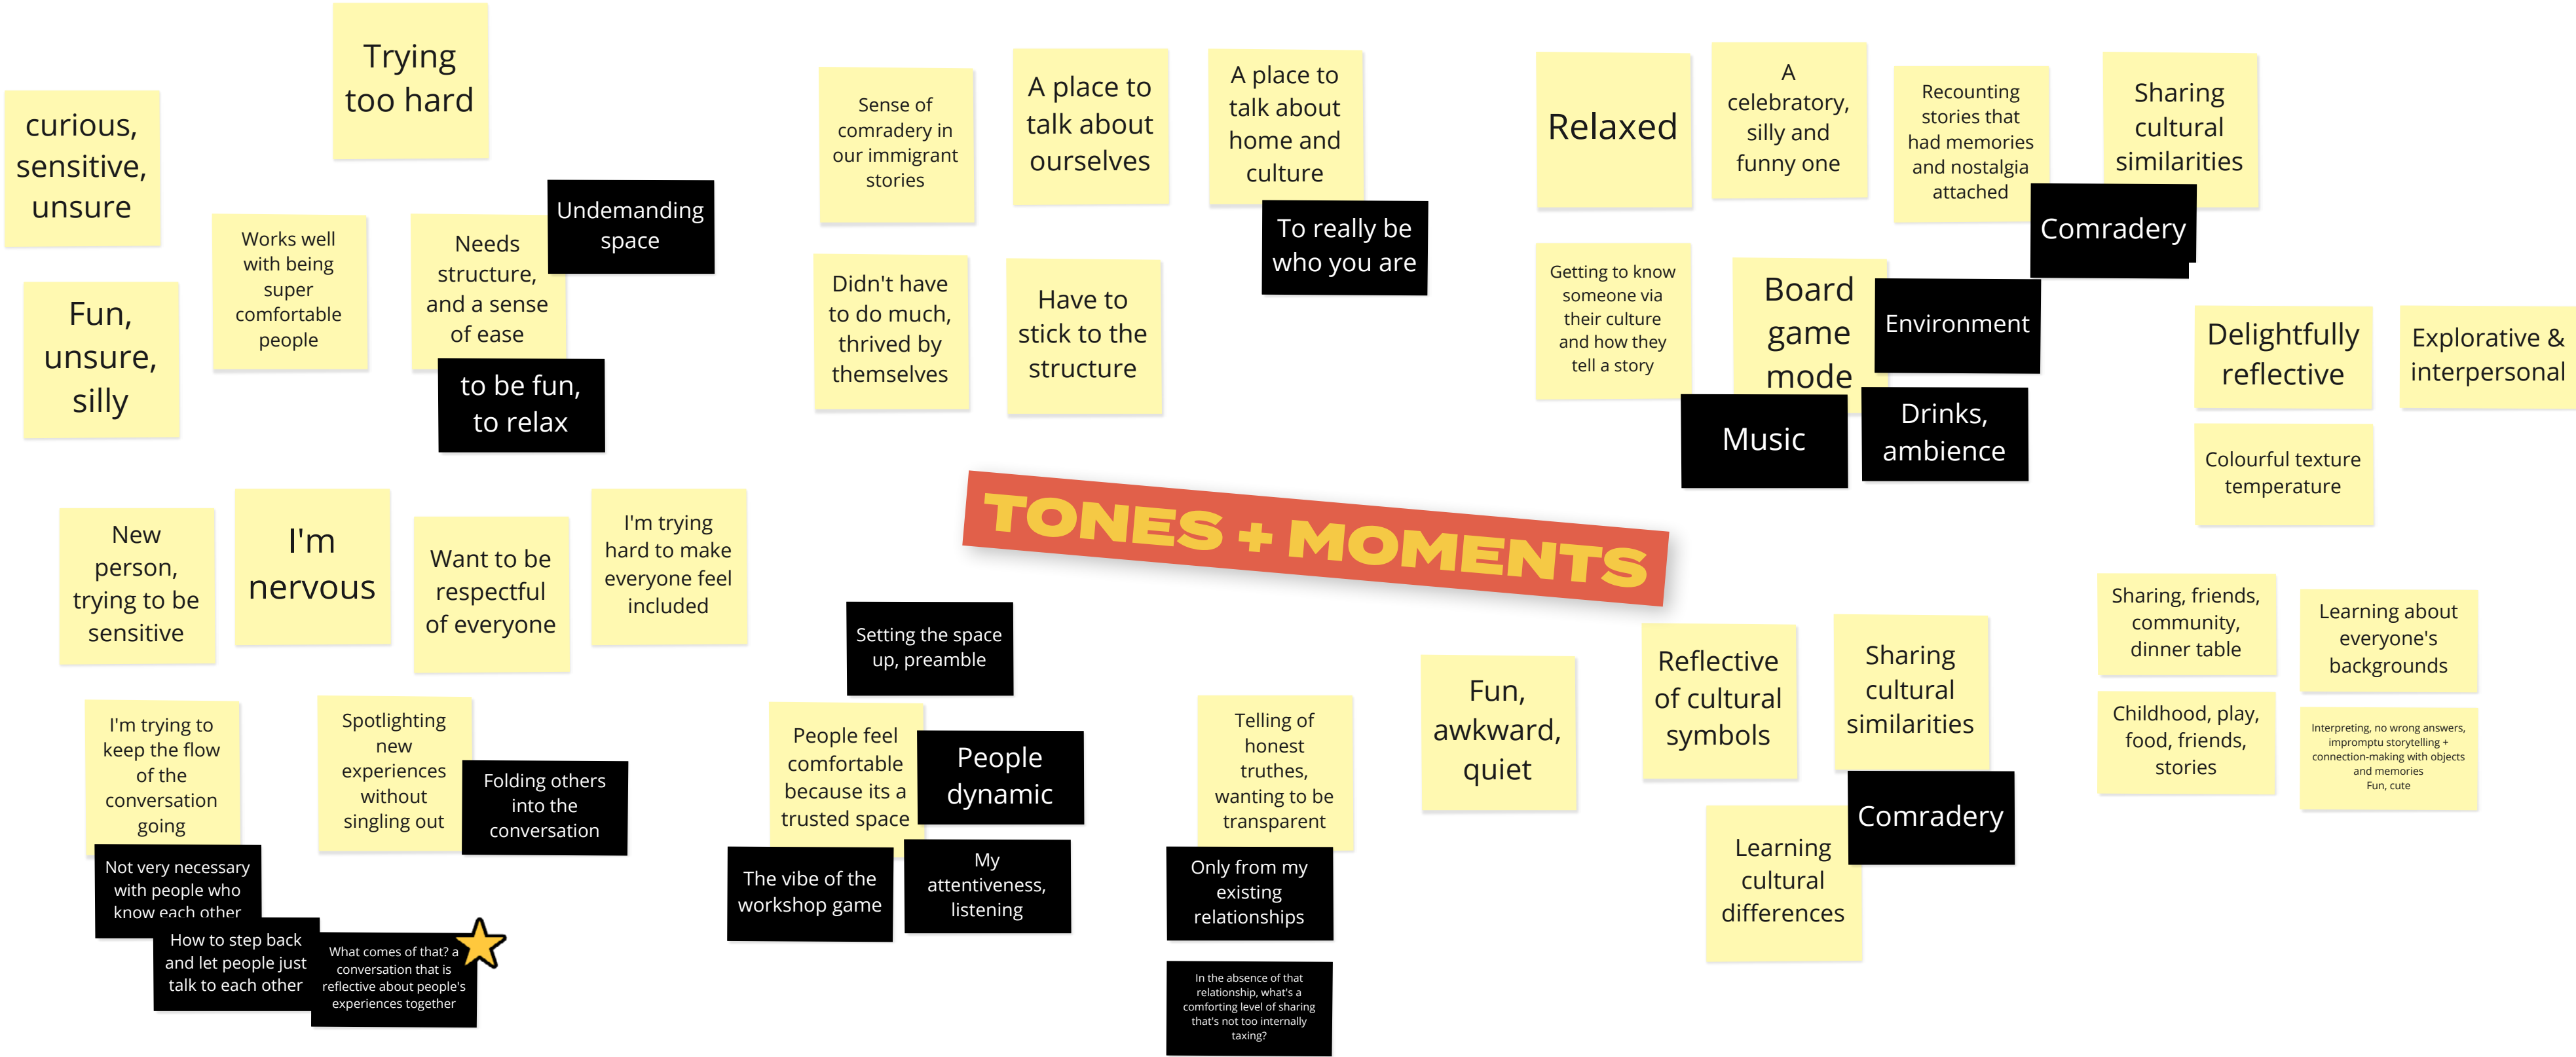 Trying
too hard
curious,
sensitive,
unsure
Undemanding
space
Works well
with being
super
comfortable
people
Needs
structure,
and a sense
of ease
Fun,
unsure,
silly
to be fun,
to relax
Sense of
comradery in
our immigrant
stories
A place to
talk about
ourselves
A place to
talk about
home and
culture
To really be
who you are
Didn't have
to do much,
thrived by
themselves
Have to
stick to the
structure
Relaxed
A
celebratory,
silly and
funny one
Recounting
stories that
had memories
and nostalgia
attached
Sharing
cultural
similarities
Comradery
Getting to know
someone via
their culture
and how they
tell a story
Board
game
mode
Environment
Music
Drinks,
ambience
Delightfully
reflective
Explorative &
interpersonal
Colourful texture
temperature
TONES + MOMENTS
New
person,
trying to be
sensitive
I'm
nervous
Want to be
respectful
of everyone
I'm trying
hard to make
everyone feel
included
I'm trying to
keep the flow
of the
conversation
going
Spotlighting
new
experiences
without
singling out
Folding others
into the
conversation
Not very necessary
with people who
know each other
How to step back
and let people just
talk to each other
What comes of that? a
conversation that is
reflective about people's
experiences together
Setting the space
up, preamble
People feel
comfortable
because its a
trusted space
People
dynamic
The vibe of the
workshop game
My
attentiveness,
listening
Telling of
honest
truthes,
wanting to be
transparent
Only from my
existing
relationships
In the absence of that
relationship, what's a
comforting level of sharing
that's not too internally
taxing?
Fun,
awkward,
quiet
Reflective
of cultural
symbols
Sharing
cultural
similarities
Comradery
Learning
cultural
differences
Sharing, friends,
community,
dinner table
Learning about
everyone's
backgrounds
Childhood, play,
food, friends,
stories
Interpreting, no wrong answers,
impromptu storytelling +
connection-making with objects
and memories
Fun, cute